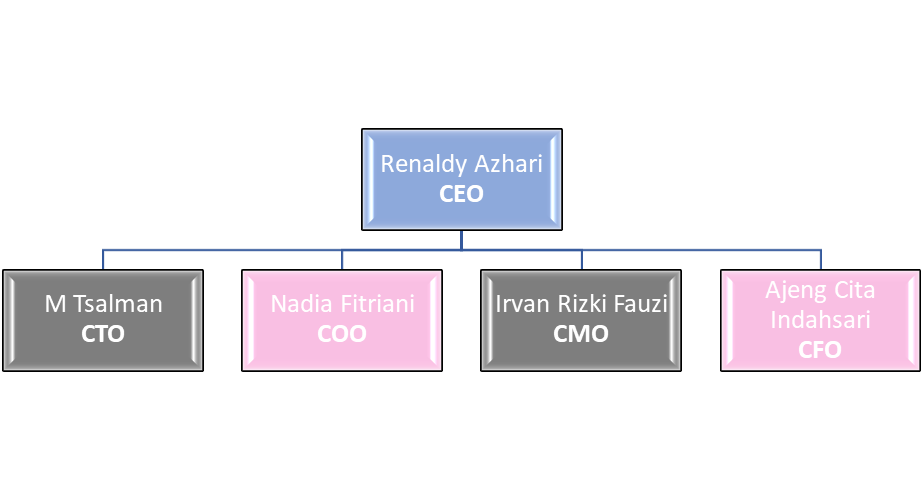 Renaldy Azhari
CEO
M Tsalman
CTO
Nadia Fitriani
COO
Irvan Rizki Fauzi
CMO
Ajeng Cita
Indahsari
CFO